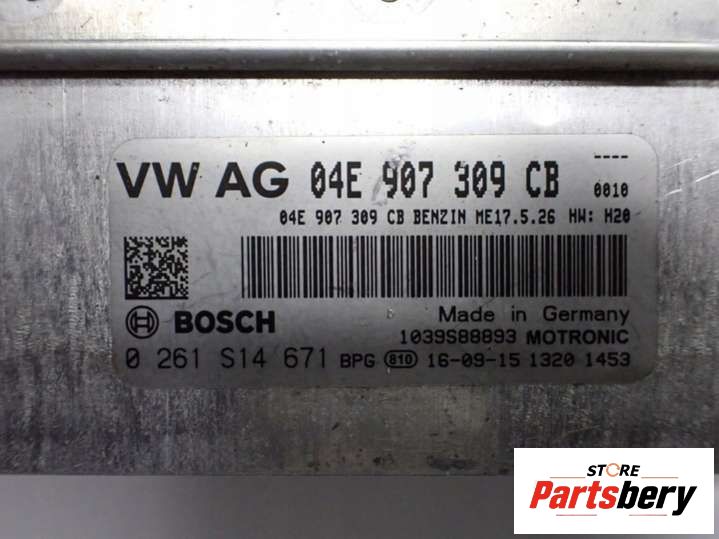 VW AG 04E 907 309 CB ----
0010
04E 907 309 CB BENZIN ME17.5.26 HW: H20
BOSCH
Made in Germany
1039S88893 MOTRONIC
0 261 S14 671 BPG 810 16-09-15 1320 1453
STORE
Partsbery